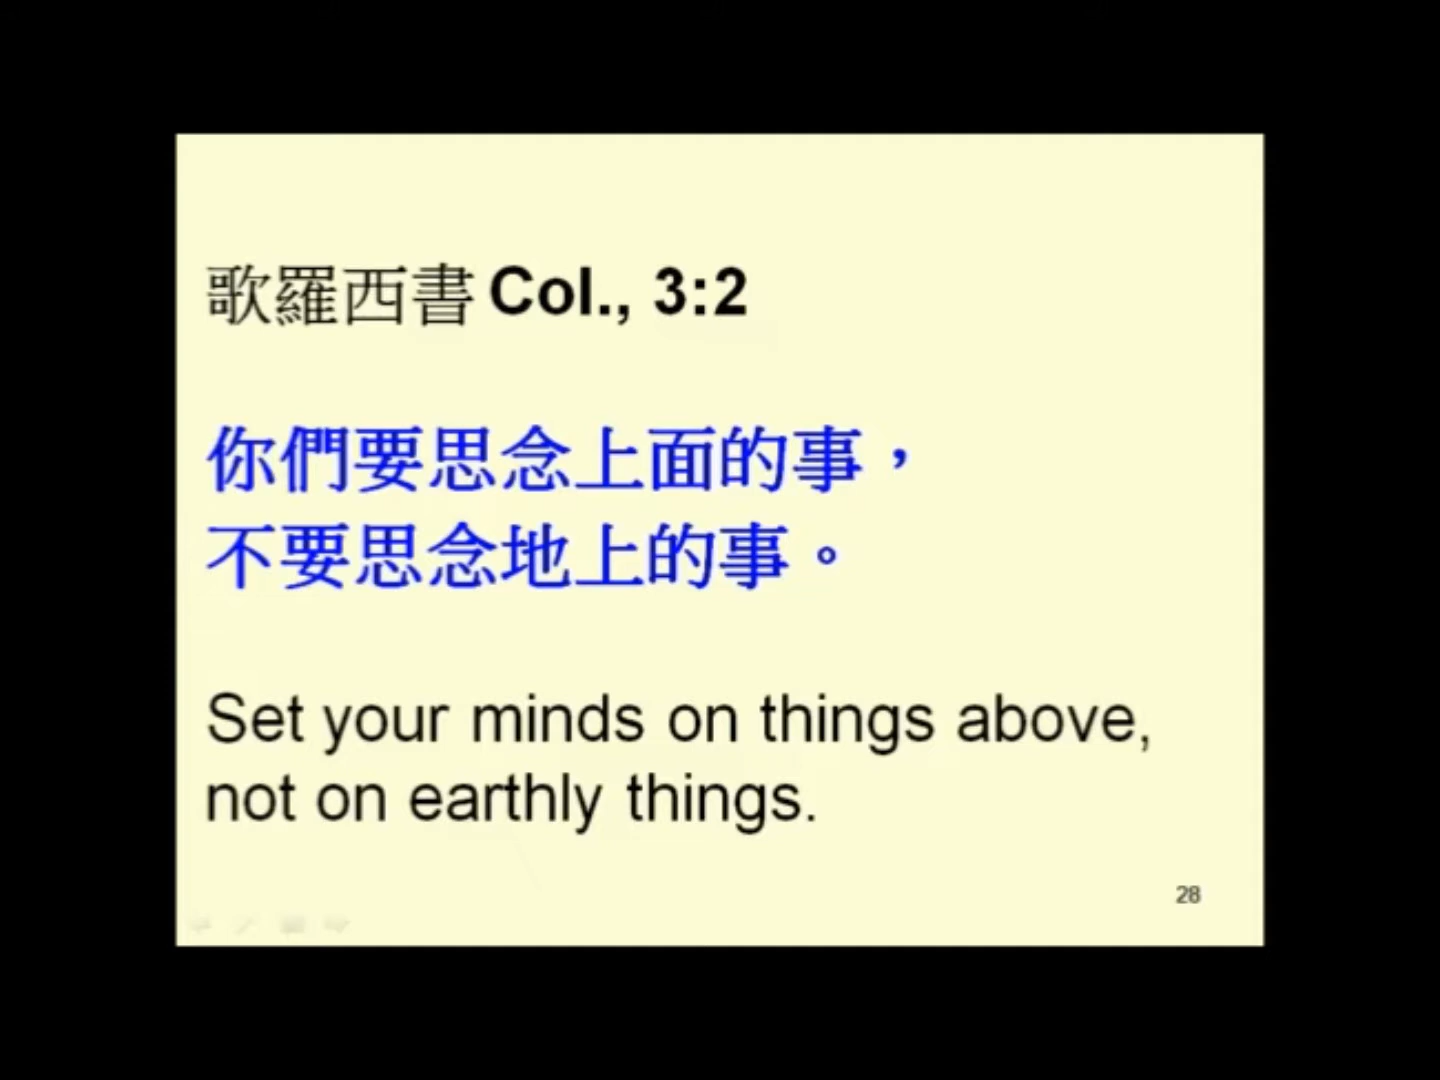 歌羅西書 Col., 3:2
你們要思念上面的事，
不要思念地上的事。
Set your minds on things above,
not on earthly things.
28